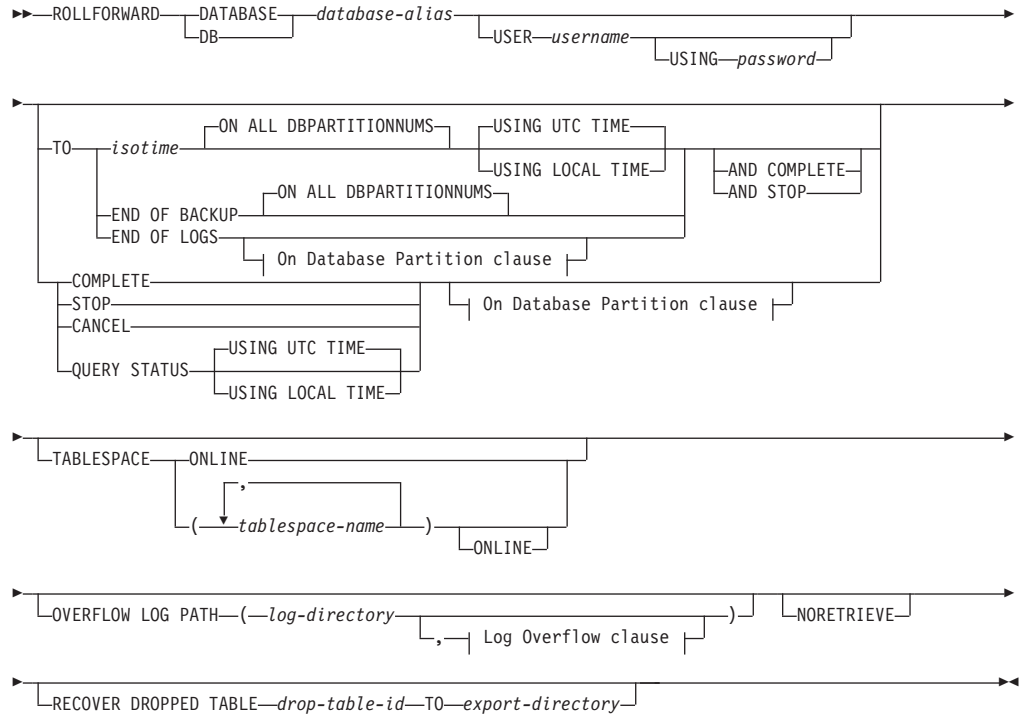 ROLLFORWARD DATABASE database-alias
DB USER username
USING password
ON ALL DBPARTITIONNUMS USING UTC TIME
TO isotime
USING LOCAL TIME AND COMPLETE
ON ALL DBPARTITIONNUMS AND STOP
END OF BACKUP
END OF LOGS
On Database Partition clause
COMPLETE
STOP On Database Partition clause
CANCEL
USING UTC TIME
QUERY STATUS
USING LOCAL TIME
TABLESPACE ONLINE
,
( tablespace-name )
ONLINE
OVERFLOW LOG PATH ( log-directory ) NORETRIEVE
, Log Overflow clause
RECOVER DROPPED TABLE drop-table-id TO export-directory